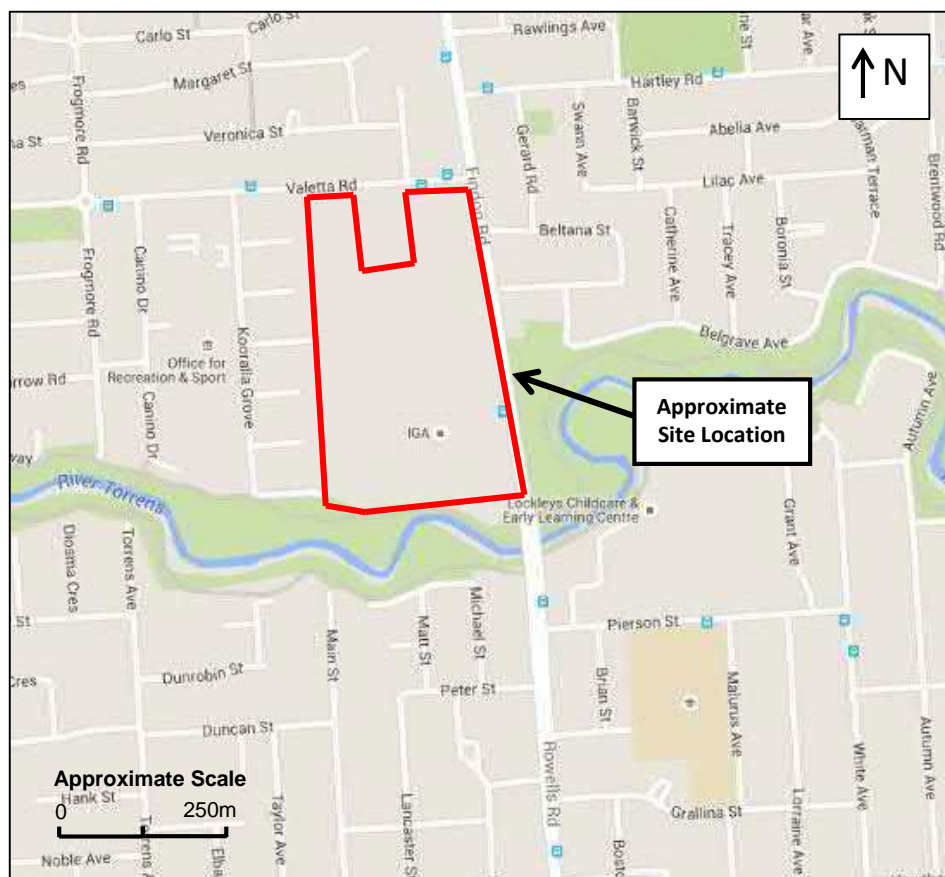 Carlo St
Carlo St
Rawlings Ave
Margaret St
Hartley Rd
N
Frogmore Rd
Veronica St
Gerard Rd
Swann Ave
Barwick St
Abelia Ave
Brentwood Rd
Valetta Rd
Findon Rd
Lilac Ave
Beltana St
Catherine Ave
Tracey Ave
Boronia St
Frogmore Rd
Canino Dr
Kooralla Grove
Belgrave Ave
Office for
Recreation & Sport
Canino Dr
Approximate
Site Location
Autumn Ave
IGA
River Torrens
Lockleys Childcare &
Early Learning Centre
Grant Ave
Diosma Cres
Torrens Ave
Main St
Matt St
Michael St
Pierson St
Dunrobin St
Peter St
Brian St
Malurus Ave
Duncan St
Rowells Rd
White Ave
Autumn Ave
Approximate Scale
0 250m
Hank St
Taylor Ave
Lancaster St
Grallina St
Lorraine Ave
Noble Ave